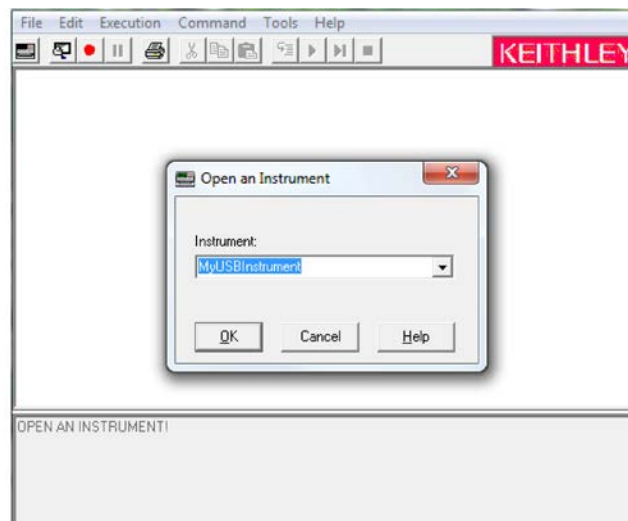 File Edit Execution Command Tools Help
KEITHLEY
Open an Instrument
Instrument:
MyUSBInstrument
OK Cancel Help
OPEN AN INSTRUMENT!